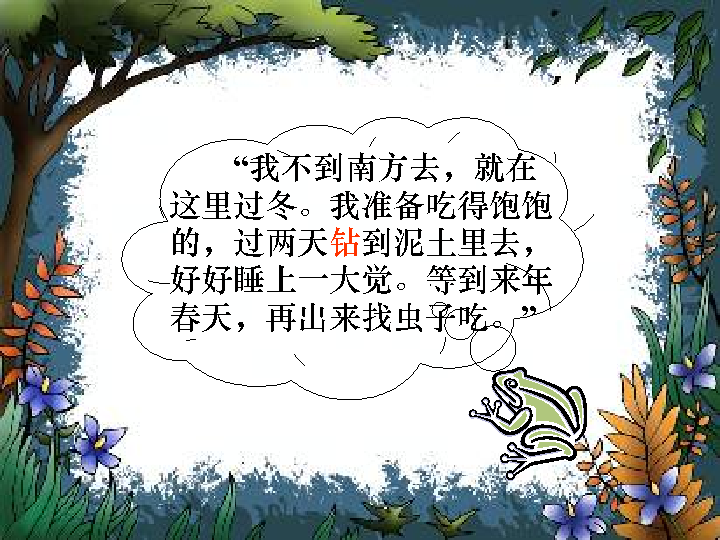 “我不到南方去，就在
这里过冬。我准备吃得饱饱
的，过两天钻到泥土里去，
好好睡上一大觉。等到来年
春天，再出来找虫子吃。”